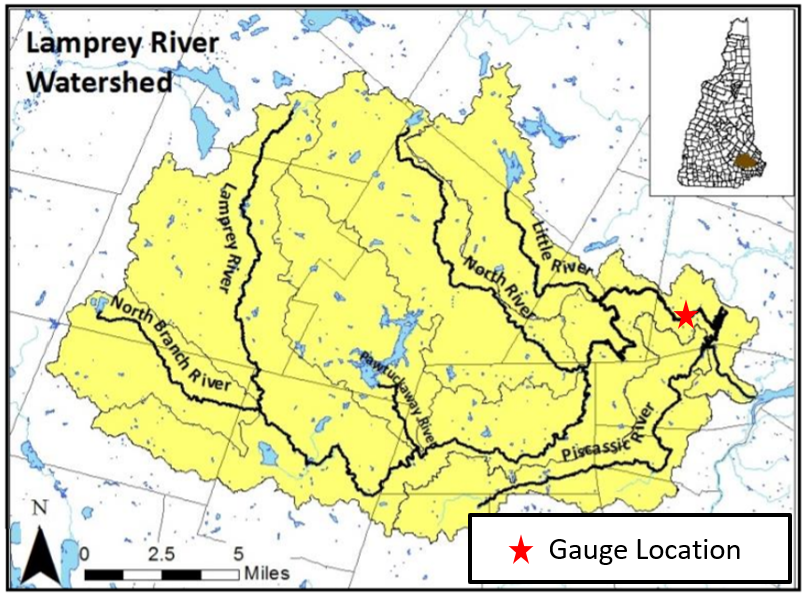 Lamprey River
Watershed
Lamprey River
Little River
North River
North Branch River
Pawtuckaway River
Piscassic River
N
0 2.5 5
Miles
Gauge Location